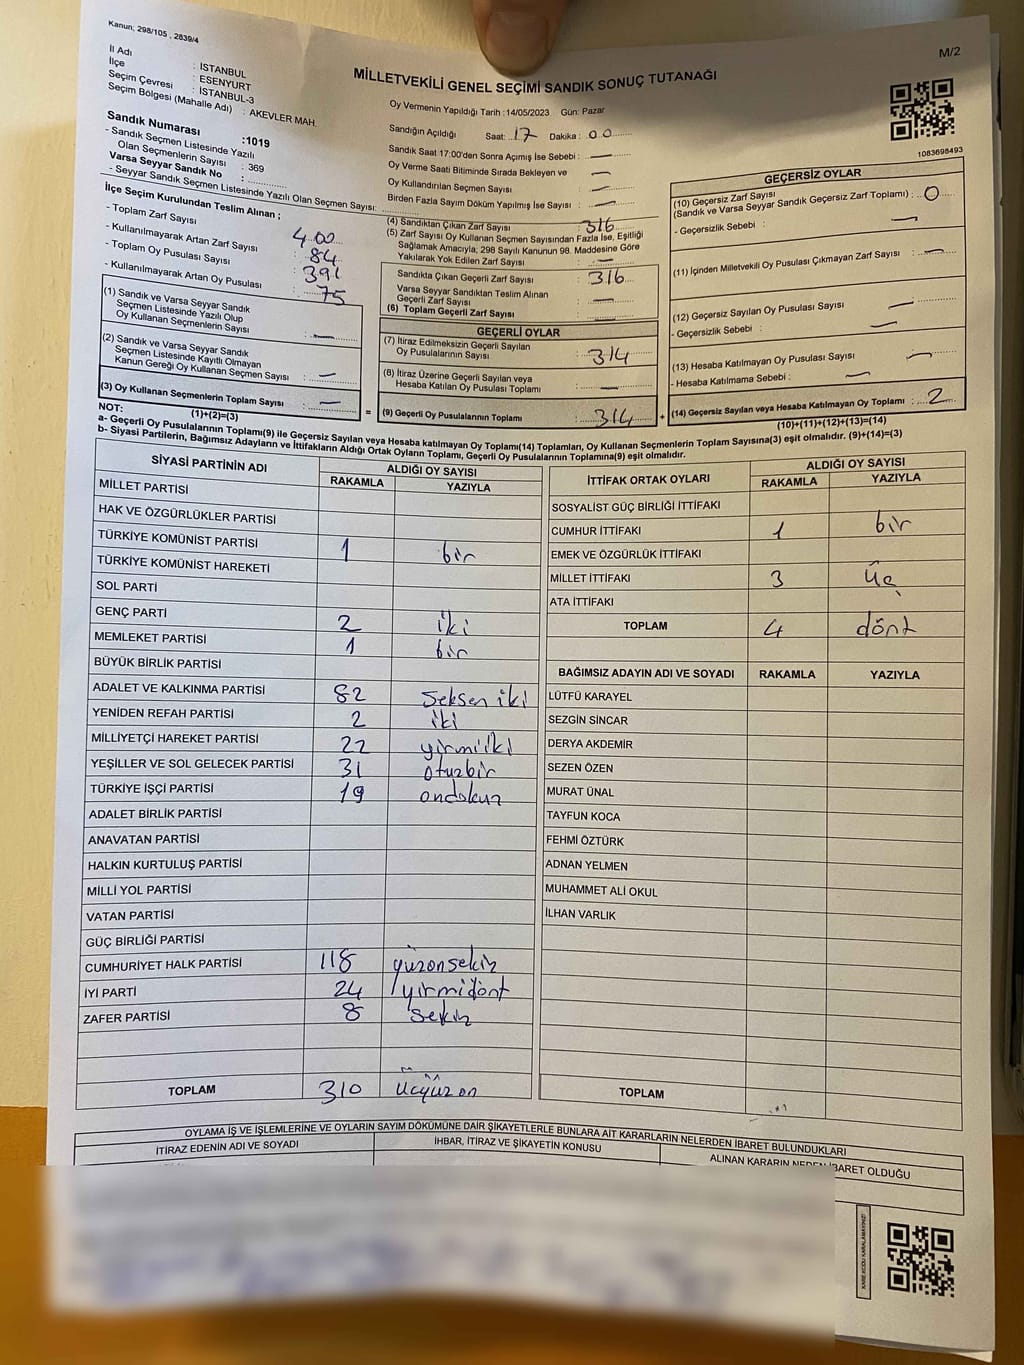 Kanun; 298/105 , 2839/4
M/2
İl Adı : İSTANBUL
İlçe : ESENYURT
Seçim Çevresi : İSTANBUL-3
Seçim Bölgesi (Mahalle Adı) : AKEVLER MAH.
Sandık Numarası :1019
- Sandık Seçmen Listesinde Yazılı
Olan Seçmenlerin Sayısı : 369
Varsa Seyyar Sandık No :
- Seyyar Sandık Seçmen Listesinde Yazılı Olan Seçmen Sayısı:
MİLLETVEKİLİ GENEL SEÇİMİ SANDIK SONUÇ TUTANAĞI
Oy Vermenin Yapıldığı Tarih :14/05/2023 Gün: Pazar
Sandığın Açıldığı Saat: 17 Dakika : 00
Sandık Saat 17:00'den Sonra Açımış İse Sebebi : —
Oy Verme Saati Bitiminde Sırada Bekleyen ve
Oy Kullandırılan Seçmen Sayısı : —
Birden Fazla Sayım Döküm Yapılmış İse Sayısı : —
1083698493
İlçe Seçim Kurulundan Teslim Alınan ;
- Toplam Zarf Sayısı : 400
- Kullanılmayarak Artan Zarf Sayısı : 84
- Toplam Oy Pusulası Sayısı : 391
- Kullanılmayarak Artan Oy Pusulası : 75
(1) Sandık ve Varsa Seyyar Sandık
Seçmen Listesinde Yazılı Olup
Oy Kullanan Seçmenlerin Sayısı : —
(2) Sandık ve Varsa Seyyar Sandık
Seçmen Listesinde Kayıtlı Olmayan
Kanun Gereği Oy Kullanan Seçmen Sayısı : —
(3) Oy Kullanan Seçmenlerin Toplam Sayısı : —
(1)+(2)=(3)
(4) Sandıktan Çıkan Zarf Sayısı : 316
(5) Zarf Sayısı Oy Kullanan Seçmen Sayısından Fazla İse, Eşitliği
Sağlamak Amacıyla; 298 Sayılı Kanunun 98. Maddesine Göre
Yakılarak Yok Edilen Zarf Sayısı : —
Sandıkta Çıkan Geçerli Zarf Sayısı : 316
Varsa Seyyar Sandıktan Teslim Alınan
Geçerli Zarf Sayısı : —
(6) Toplam Geçerli Zarf Sayısı :
GEÇERLİ OYLAR
(7) İtiraz Edilmeksizin Geçerli Sayılan
Oy Pusulalarının Sayısı : 314
(8) İtiraz Üzerine Geçerli Sayılan veya
Hesaba Katılan Oy Pusulası Toplamı : —
= (9) Geçerli Oy Pusulalarının Toplamı : 314 +
GEÇERSİZ OYLAR
(10) Geçersiz Zarf Sayısı
(Sandık ve Varsa Seyyar Sandık Geçersiz Zarf Toplamı) : 0
- Geçersizlik Sebebi : —
(11) İçinden Milletvekili Oy Pusulası Çıkmayan Zarf Sayısı : —
(12) Geçersiz Sayılan Oy Pusulası Sayısı : —
- Geçersizlik Sebebi : —
(13) Hesaba Katılmayan Oy Pusulası Sayısı : —
- Hesaba Katılmama Sebebi : —
(14) Geçersiz Sayılan veya Hesaba Katılmayan Oy Toplamı : 2
(10)+(11)+(12)+(13)=(14)
NOT:
a- Geçerli Oy Pusulalarının Toplamı(9) ile Geçersiz Sayılan veya Hesaba katılmayan Oy Toplamı(14) Toplamları, Oy Kullanan Seçmenlerin Toplam Sayısına(3) eşit olmalıdır. (9)+(14)=(3)
b- Siyasi Partilerin, Bağımsız Adayların ve İttifakların Aldığı Ortak Oyların Toplamı, Geçerli Oy Pusulalarının Toplamına(9) eşit olmalıdır.
SİYASİ PARTİNİN ADI ALDIĞI OY SAYISI
RAKAMLA YAZIYLA
MİLLET PARTİSİ
HAK VE ÖZGÜRLÜKLER PARTİSİ
TÜRKİYE KOMÜNİST PARTİSİ 1 bir
TÜRKİYE KOMÜNİST HAREKETİ
SOL PARTİ
GENÇ PARTİ 2 iki
MEMLEKET PARTİSİ 1 bir
BÜYÜK BİRLİK PARTİSİ
ADALET VE KALKINMA PARTİSİ 82 seksen iki
YENİDEN REFAH PARTİSİ 2 iki
MİLLİYETÇİ HAREKET PARTİSİ 22 yirmiiki
YEŞİLLER VE SOL GELECEK PARTİSİ 31 otuzbir
TÜRKİYE İŞÇİ PARTİSİ 19 ondokuz
ADALET BİRLİK PARTİSİ
ANAVATAN PARTİSİ
HALKIN KURTULUŞ PARTİSİ
MİLLİ YOL PARTİSİ
VATAN PARTİSİ
GÜÇ BİRLİĞİ PARTİSİ
CUMHURİYET HALK PARTİSİ 118 yüzonsekiz
İYİ PARTİ 24 yirmidört
ZAFER PARTİSİ 8 sekiz
TOPLAM 310 üçyüzon
İTTİFAK ORTAK OYLARI ALDIĞI OY SAYISI
RAKAMLA YAZIYLA
SOSYALİST GÜÇ BİRLİĞİ İTTİFAKI
CUMHUR İTTİFAKI 1 bir
EMEK VE ÖZGÜRLÜK İTTİFAKI
MİLLET İTTİFAKI 3 üç
ATA İTTİFAKI
TOPLAM 4 dört
BAĞIMSIZ ADAYIN ADI VE SOYADI RAKAMLA YAZIYLA
LÜTFÜ KARAYEL
SEZGİN SİNCAR
DERYA AKDEMİR
SEZEN ÖZEN
MURAT ÜNAL
TAYFUN KOCA
FEHMİ ÖZTÜRK
ADNAN YELMEN
MUHAMMET ALİ OKUL
İLHAN VARLIK
TOPLAM
OYLAMA İŞ VE İŞLEMLERİNE VE OYLARIN SAYIM DÖKÜMÜNE DAİR ŞİKAYETLERLE BUNLARA AİT KARARLARIN NELERDEN İBARET BULUNDUKLARI
İTİRAZ EDENİN ADI VE SOYADI İHBAR, İTİRAZ VE ŞİKAYETİN KONUSU ALINAN KARARIN NEDEN İBARET OLDUĞU
KARE KODU KARALAMAYINIZ!